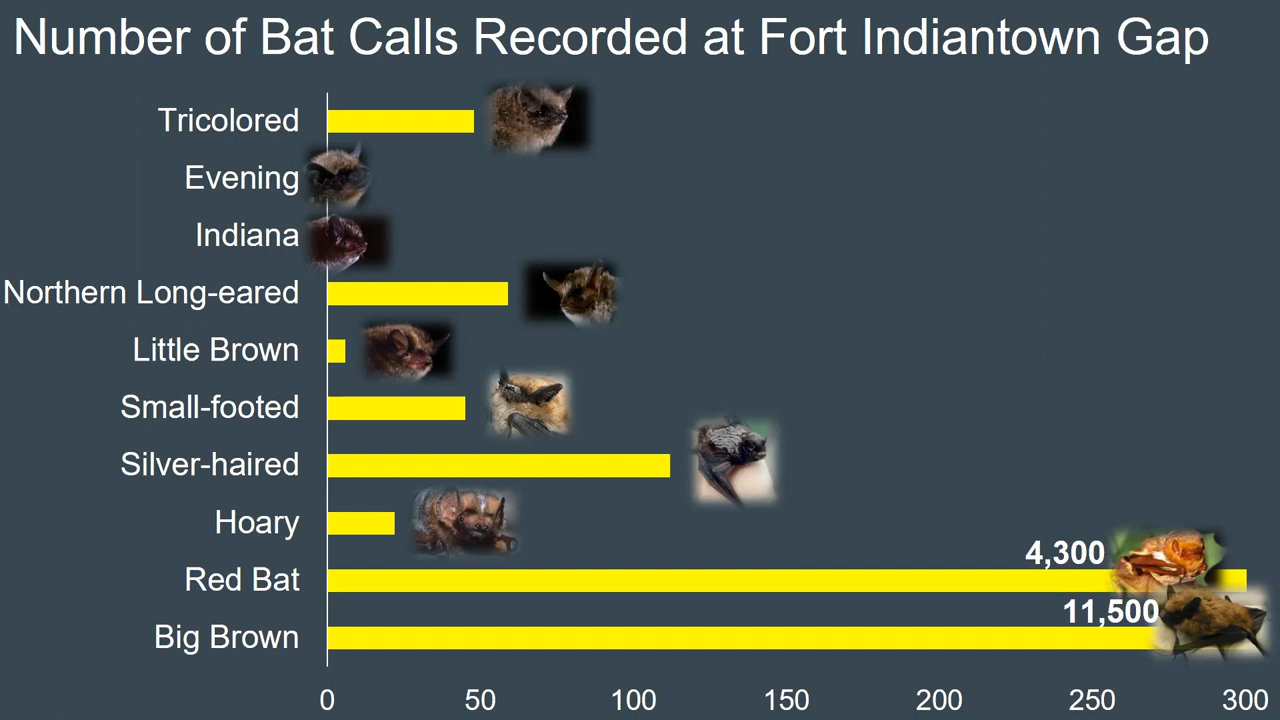 Number of Bat Calls Recorded at Fort Indiantown Gap
Tricolored
Evening
Indiana
Northern Long-eared
Little Brown
Small-footed
Silver-haired
Hoary
4,300
Red Bat
11,500
Big Brown
0 50 100 150 200 250 300